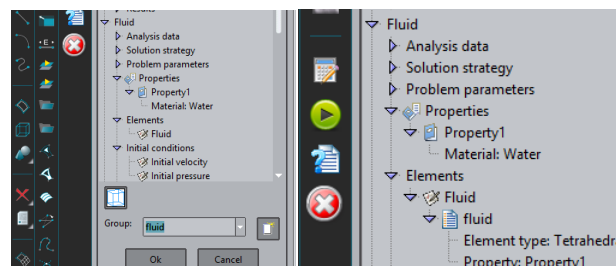 Fluid
Analysis data
Solution strategy
Problem parameters
Properties
Property1
Material: Water
Elements
Fluid
Initial conditions
Initial velocity
Initial pressure
Group: fluid
Ok Cancel
Fluid
Analysis data
Solution strategy
Problem parameters
Properties
Property1
Material: Water
Elements
Fluid
fluid
Element type: Tetrahedr
Property: Property1